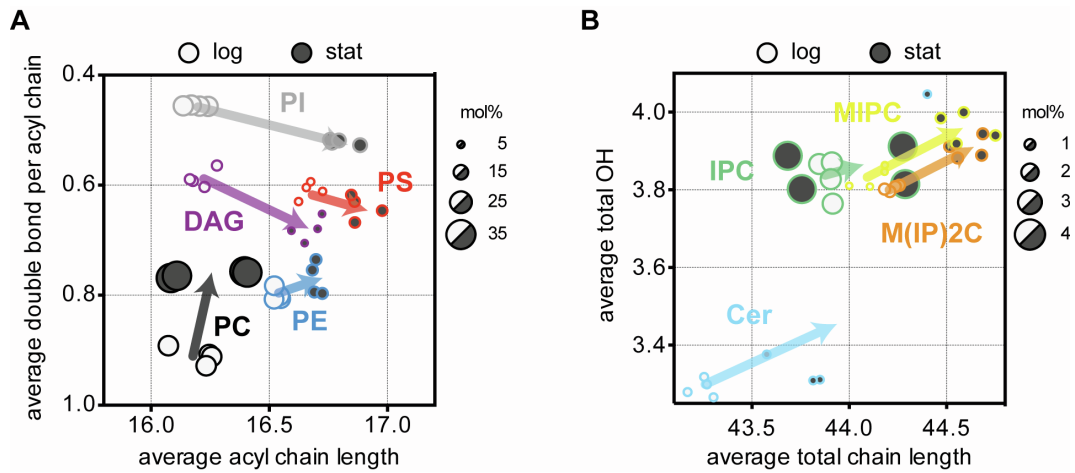 A
log stat
0.4
0.6
0.8
1.0
average double bond per acyl chain
PI
PS
DAG
PE
PC
16.0 16.5 17.0
average acyl chain length
mol%
5
15
25
35
B
log stat
4.0
3.8
3.6
3.4
average total OH
MIPC
IPC
M(IP)2C
Cer
43.5 44.0 44.5
average total chain length
mol%
1
2
3
4